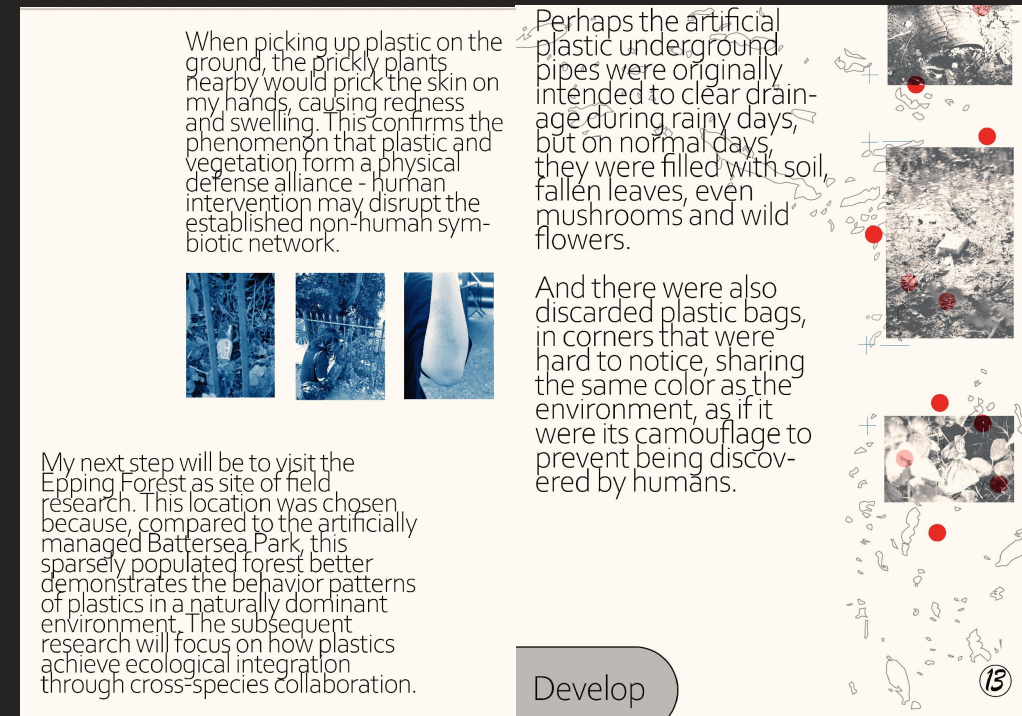 When picking up plastic on the
ground, the prickly plants
nearby would prick the skin on
my hands, causing redness
and swelling. This confirms the
phenomenon that plastic and
vegetation form a physical
defense alliance - human
intervention may disrupt the
established non-human sym-
biotic network.
My next step will be to visit the
Epping Forest as site of field
research. This location was chosen
because, compared to the artificially
managed Battersea Park, this
sparsely populated forest better
demonstrates the behavior patterns
of plastics in a naturally dominant
environment. The subsequent
research will focus on how plastics
achieve ecological integration
through cross-species collaboration.
Perhaps the artificial
plastic underground
pipes were originally
intended to clear drain-
age during rainy days,
but on normal days,
they were filled with soil,
fallen leaves, even
mushrooms and wild
flowers.
And there were also
discarded plastic bags,
in corners that were
hard to notice, sharing
the same color as the
environment, as if it
were its camouflage to
prevent being discov-
ered by humans.
Develop
13